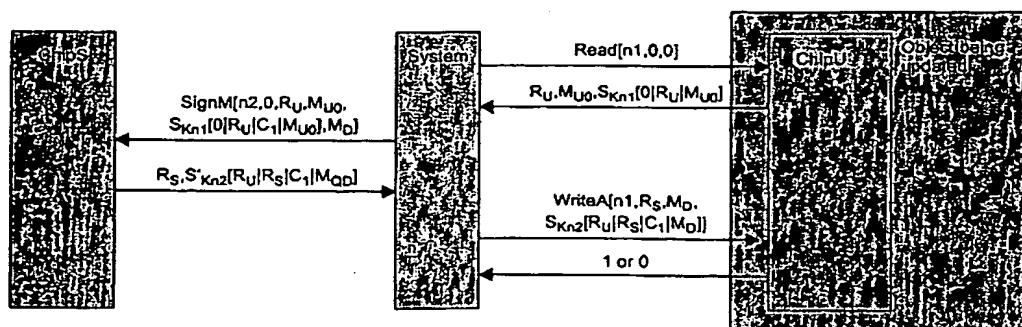 ChipS
System
ChipU
Object being
updated
Read[n1,0,0]
R_U,M_U0,S_Kn1[0|R_U|M_U0]
SignM[n2,0,R_U,M_U0,
S_Kn1[0|R_U|C_1|M_U0],M_D]
R_S,S'_Kn2[R_U|R_S|C_1|M_QD]
WriteA[n1,R_S,M_D,
S_Kn2[R_U|R_S|C_1|M_D]]
1 or 0